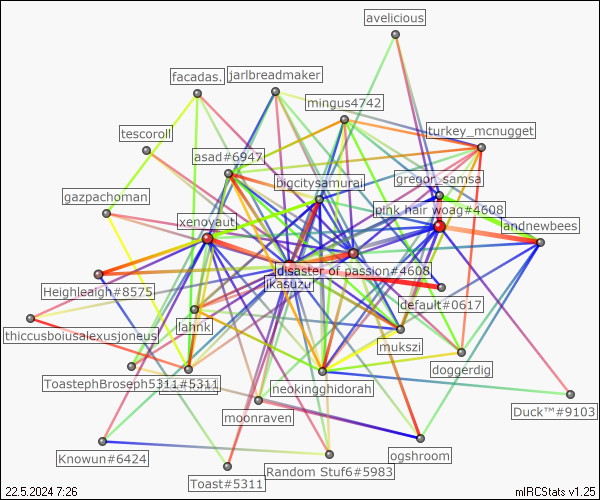 avelicious
facadas.
jarlbreadmaker
mingus4742
tescoroll
turkey_mcnugget
asad#6947
bigcitysamurai
gregor_samsa
gazpachoman
xenovaut
pink hair woag#4608
andnewbees
disaster of passion#4608
ikasuzu
Heighleaigh#8575
default#0617
thiccusboiusalexusjoneus
lahnk
mukszi
doggerdig
ToastephBroseph5311#5311
neokingghidorah
moonraven
Duck™#9103
Knowun#6424
ogshroom
Random Stuf6#5983
Toast#5311
22.5.2024 7:26
mIRCStats v1.25